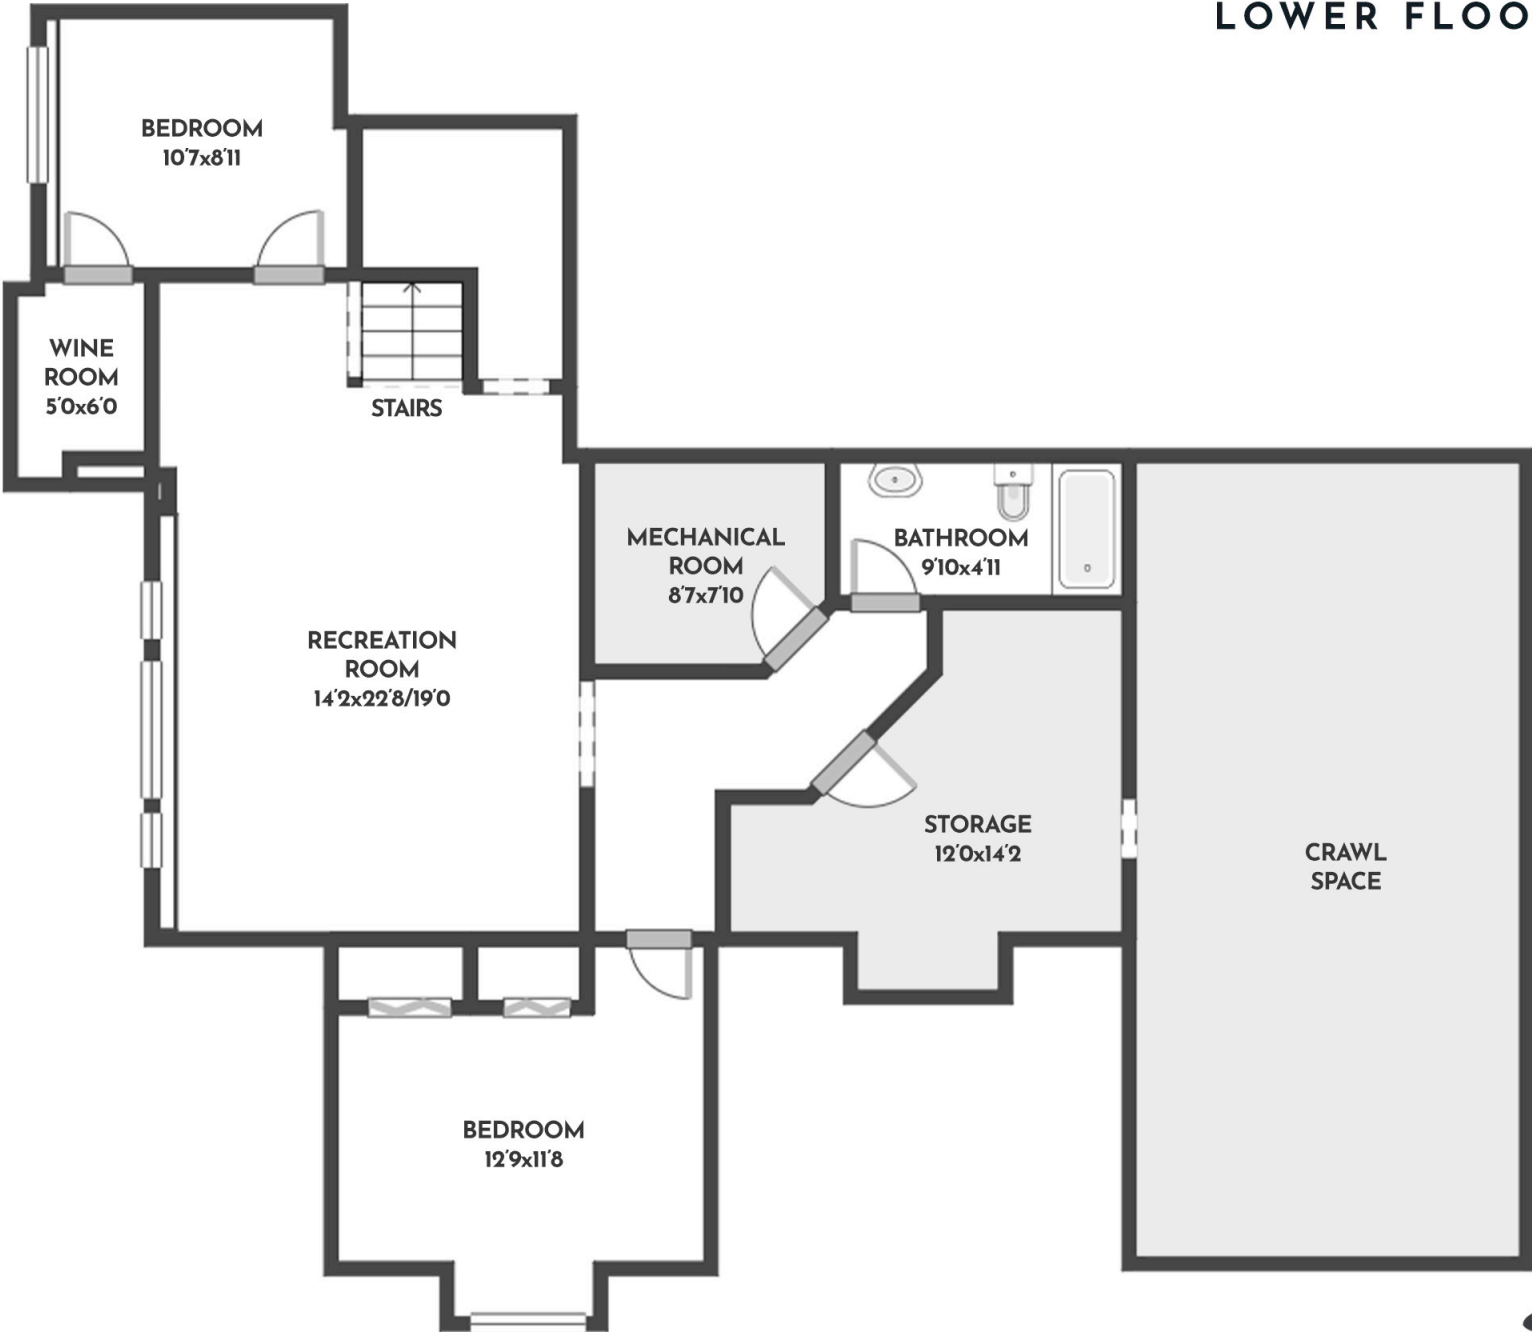 LOWER FLOO
BEDROOM
10'7x8'11
WINE
ROOM
5'0x6'0
STAIRS
MECHANICAL
ROOM
8'7x7'10
BATHROOM
9'10x4'11
RECREATION
ROOM
14'2x22'8/19'0
STORAGE
12'0x14'2
CRAWL
SPACE
BEDROOM
12'9x11'8